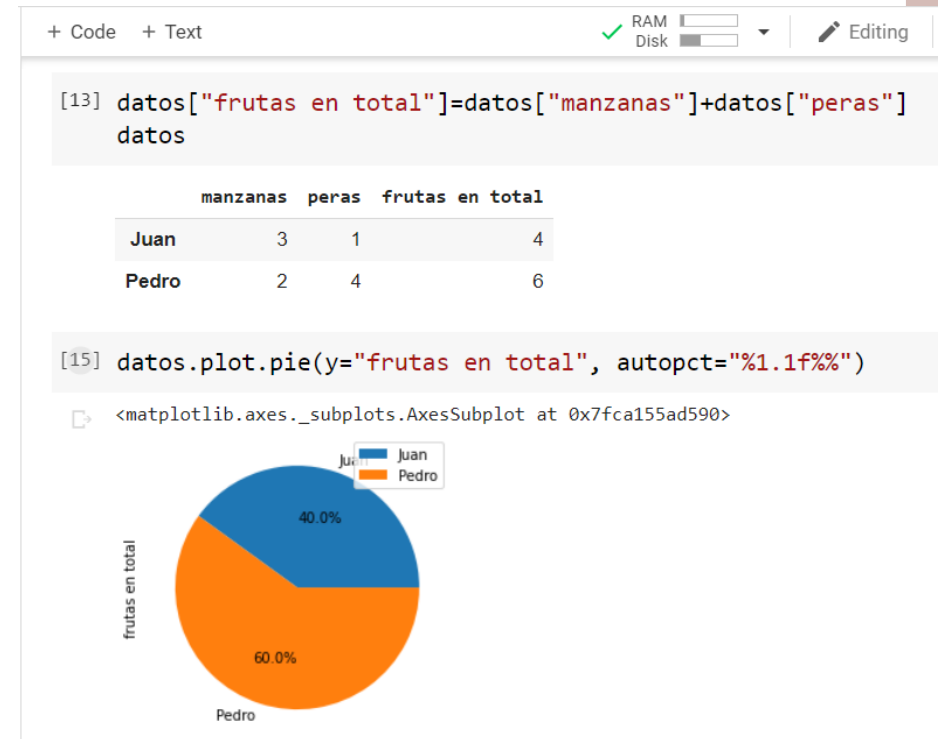 + Code + Text
RAM
Disk
Editing
[13] datos["frutas en total"]=datos["manzanas"]+datos["peras"]
datos
manzanas peras frutas en total
Juan 3 1 4
Pedro 2 4 6
[15] datos.plot.pie(y="frutas en total", autopct="%1.1f%%")
<matplotlib.axes._subplots.AxesSubplot at 0x7fca155ad590>
Juan
Juan
Pedro
40.0%
frutas en total
60.0%
Pedro